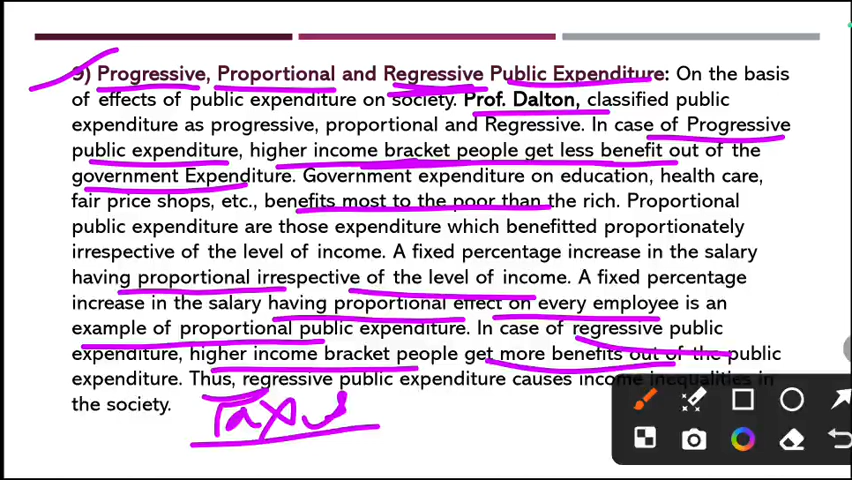 9) Progressive, Proportional and Regressive Public Expenditure: On the basis
of effects of public expenditure on society. Prof. Dalton, classified public
expenditure as progressive, proportional and Regressive. In case of Progressive
public expenditure, higher income bracket people get less benefit out of the
government Expenditure. Government expenditure on education, health care,
fair price shops, etc., benefits most to the poor than the rich. Proportional
public expenditure are those expenditure which benefitted proportionately
irrespective of the level of income. A fixed percentage increase in the salary
having proportional irrespective of the level of income. A fixed percentage
increase in the salary having proportional effect on every employee is an
example of proportional public expenditure. In case of regressive public
expenditure, higher income bracket people get more benefits out of the public
expenditure. Thus, regressive public expenditure causes income inequalities in
the society.